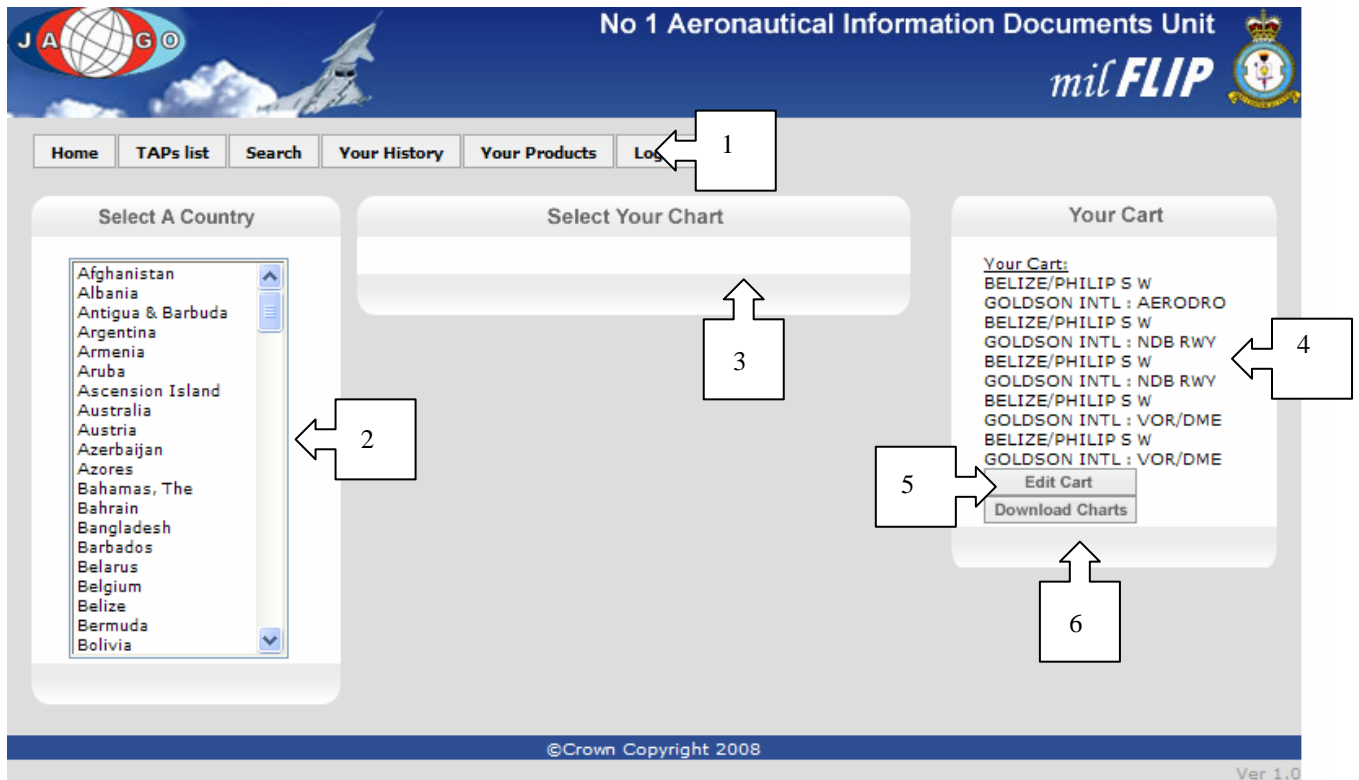 JAGO
No 1 Aeronautical Information Documents Unit
mil FLIP
Home TAPs list Search Your History Your Products
1
Select A Country
Select Your Chart
Your Cart
Afghanistan
Albania
Antigua & Barbuda
Argentina
Armenia
Aruba
Ascension Island
Australia
Austria
Azerbaijan
Azores
Bahamas, The
Bahrain
Bangladesh
Barbados
Belarus
Belgium
Belize
Bermuda
Bolivia
2
3
Your Cart:
BELIZE/PHILIP S W
GOLDSON INTL : AERODRO
BELIZE/PHILIP S W
GOLDSON INTL : NDB RWY
BELIZE/PHILIP S W
GOLDSON INTL : NDB RWY
BELIZE/PHILIP S W
GOLDSON INTL : VOR/DME
BELIZE/PHILIP S W
GOLDSON INTL : VOR/DME
4
5
Edit Cart
Download Charts
6
©Crown Copyright 2008
Ver 1.0